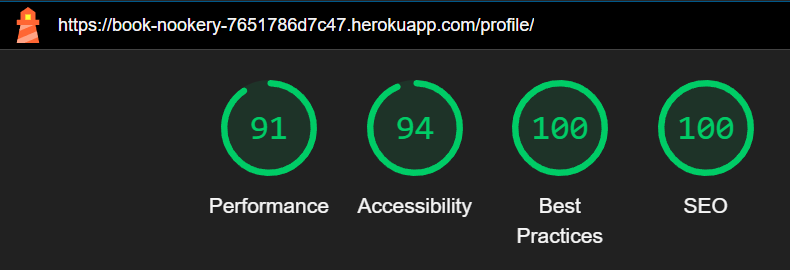 https://book-nookery-7651786d7c47.herokuapp.com/profile/
91 94 100 100
Performance Accessibility Best Practices SEO